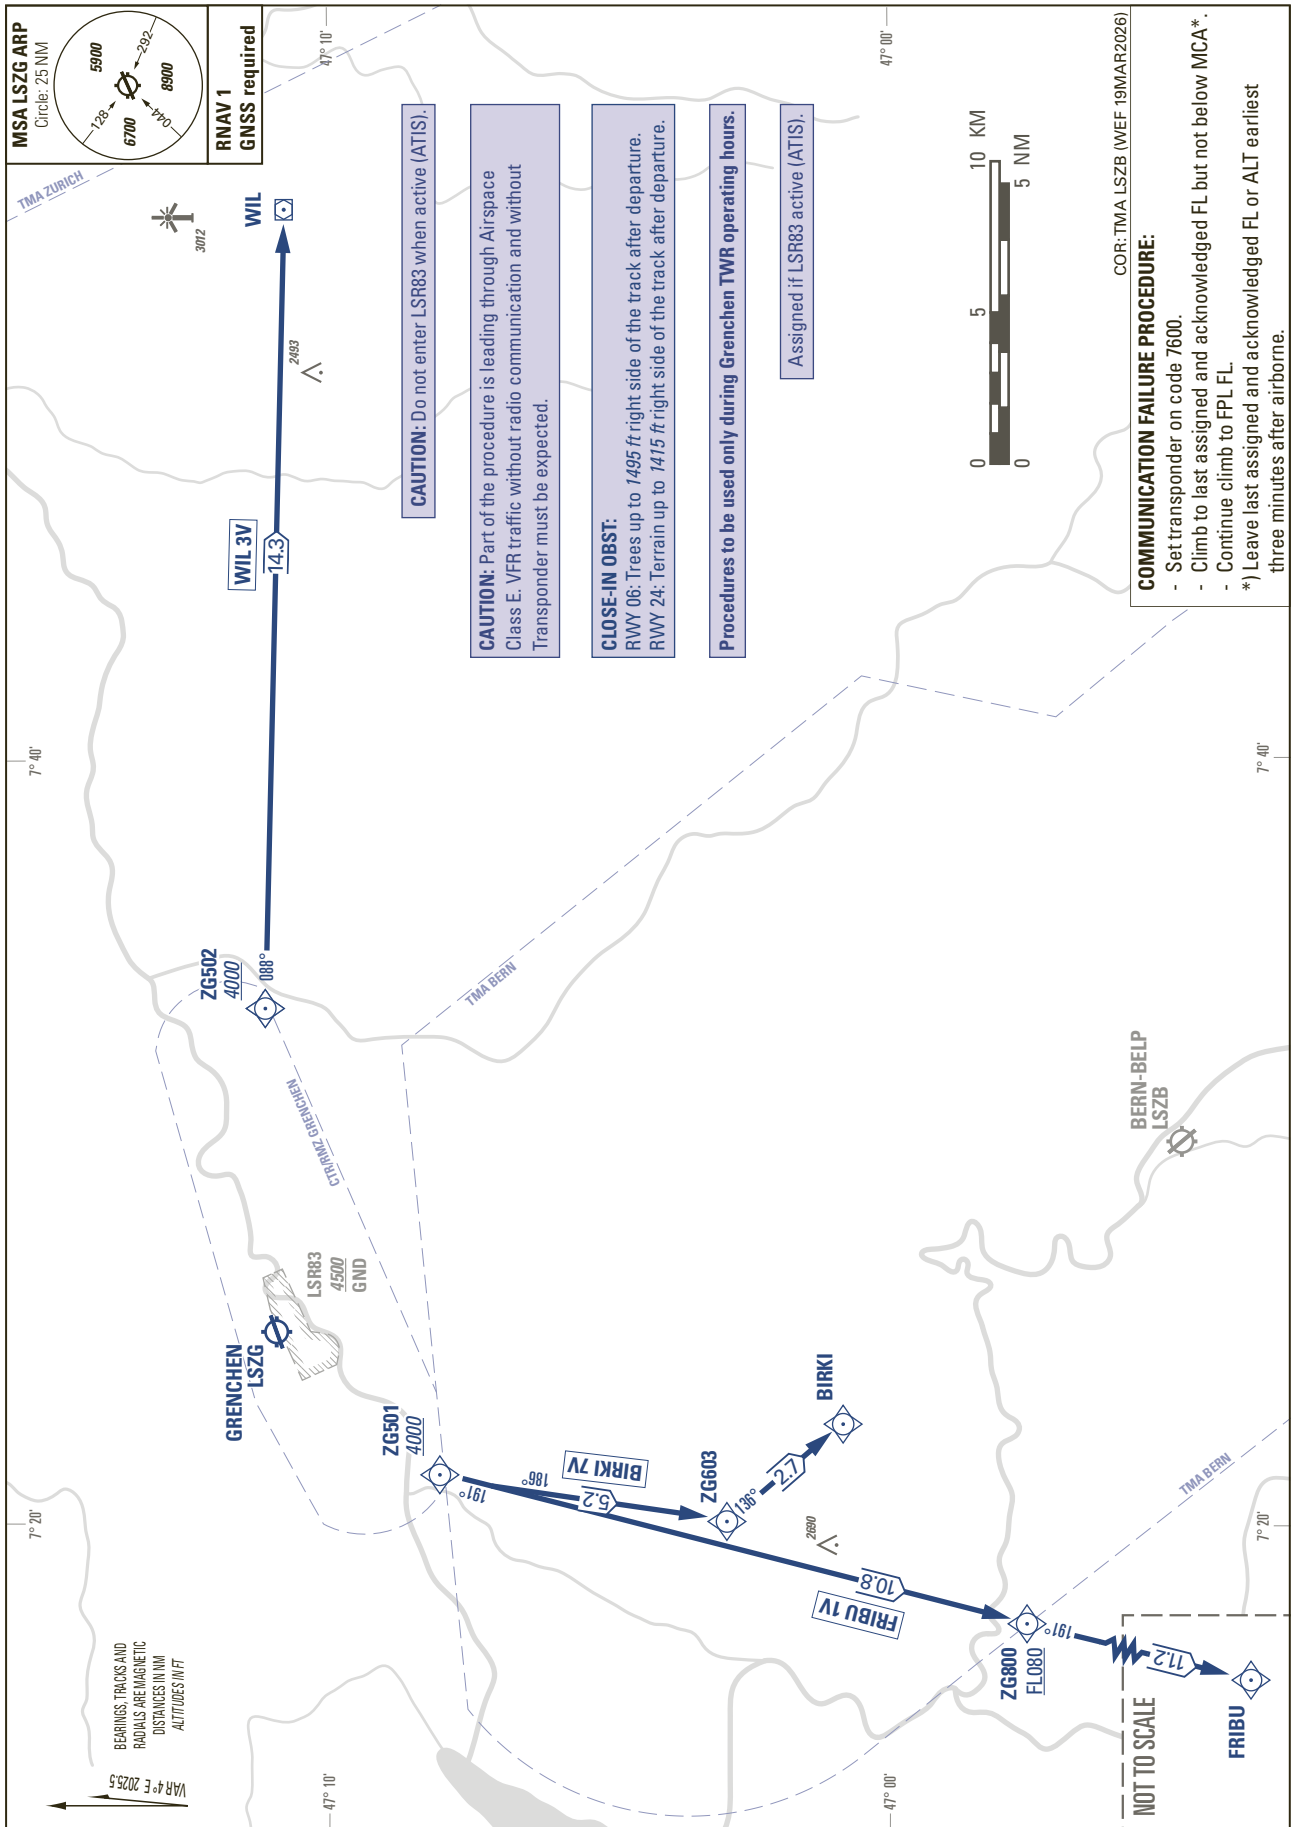 BEARINGS, TRACKS AND
RADIALS ARE MAGNETIC
DISTANCES IN NM
ALTITUDES IN FT
VAR 4° E 2025.5
7° 20'
7° 40'
TMA ZURICH
MSA LSZG ARP
Circle: 25 NM
5900
128
292
6700
8900
044
RNAV 1
GNSS required
47° 10'
3012
WIL
2493
WIL 3V
14.3
ZG502
4000
088°
GRENCHEN
LSZG
LSR83
4500
GND
CTR/RMZ GRENCHEN
ZG501
4000
191°
186°
BIRKI 7V
5.2
ZG603
136°
2.7
BIRKI
2690
FRIBU 1V
10.8
ZG800
FL080
191°
11.2
NOT TO SCALE
FRIBU
TMA BERN
TMA BERN
BERN-BELP
LSZB
CAUTION: Do not enter LSR83 when active (ATIS).
CAUTION: Part of the procedure is leading through Airspace
Class E. VFR traffic without radio communication and without
Transponder must be expected.
CLOSE-IN OBST:
RWY 06: Trees up to 1495 ft right side of the track after departure.
RWY 24: Terrain up to 1415 ft right side of the track after departure.
Procedures to be used only during Grenchen TWR operating hours.
Assigned if LSR83 active (ATIS).
47° 10'
47° 00'
47° 00'
0 5 10 KM
0 5 NM
COR: TMA LSZB (WEF 19MAR2026)
COMMUNICATION FAILURE PROCEDURE:
- Set transponder on code 7600.
- Climb to last assigned and acknowledged FL but not below MCA*.
- Continue climb to FPL FL.
*) Leave last assigned and acknowledged FL or ALT earliest
three minutes after airborne.
7° 20'
7° 40'